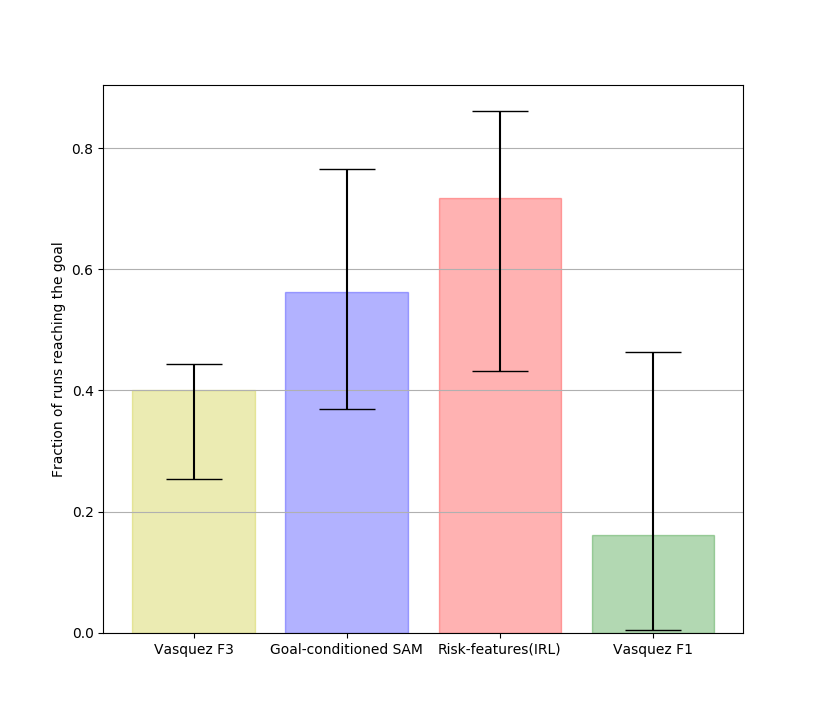 Fraction of runs reaching the goal
0.8
0.6
0.4
0.2
0.0
Vasquez F3
Goal-conditioned SAM
Risk-features(IRL)
Vasquez F1